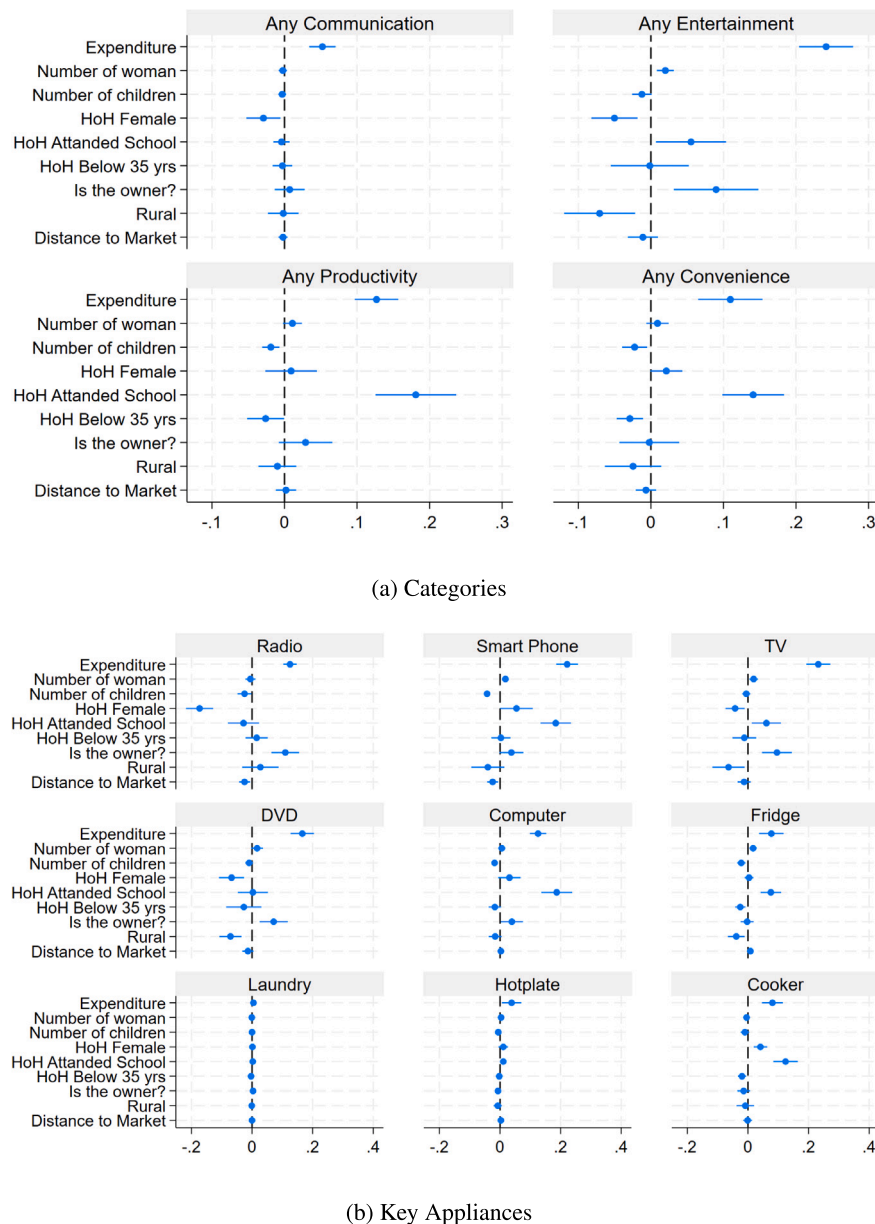 Any Communication Any Entertainment
Expenditure
Number of woman
Number of children
HoH Female
HoH Attanded School
HoH Below 35 yrs
Is the owner?
Rural
Distance to Market
Any Productivity Any Convenience
Expenditure
Number of woman
Number of children
HoH Female
HoH Attanded School
HoH Below 35 yrs
Is the owner?
Rural
Distance to Market
-.1 0 .1 .2 .3 -.1 0 .1 .2 .3
(a) Categories
Radio Smart Phone TV
Expenditure
Number of woman
Number of children
HoH Female
HoH Attanded School
HoH Below 35 yrs
Is the owner?
Rural
Distance to Market
DVD Computer Fridge
Expenditure
Number of woman
Number of children
HoH Female
HoH Attanded School
HoH Below 35 yrs
Is the owner?
Rural
Distance to Market
Laundry Hotplate Cooker
Expenditure
Number of woman
Number of children
HoH Female
HoH Attanded School
HoH Below 35 yrs
Is the owner?
Rural
Distance to Market
-.2 0 .2 .4 -.2 0 .2 .4 -.2 0 .2 .4
(b) Key Appliances